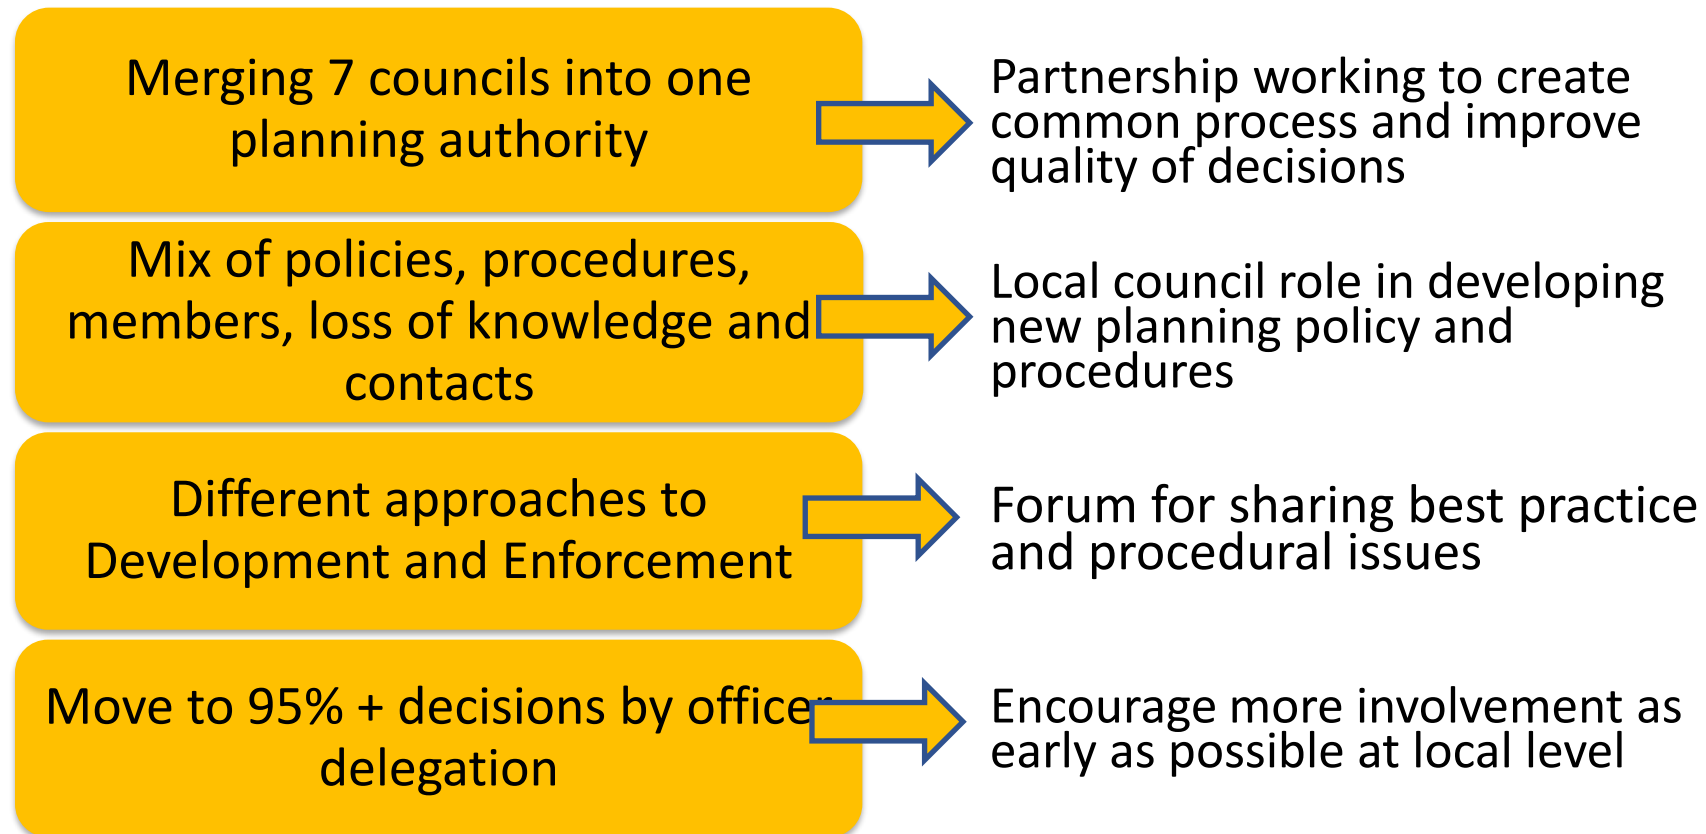 Merging 7 councils into one
planning authority
Partnership working to create
common process and improve
quality of decisions
Mix of policies, procedures,
members, loss of knowledge and
contacts
Local council role in developing
new planning policy and
procedures
Different approaches to
Development and Enforcement
Forum for sharing best practice
and procedural issues
Move to 95% + decisions by officer
delegation
Encourage more involvement as
early as possible at local level